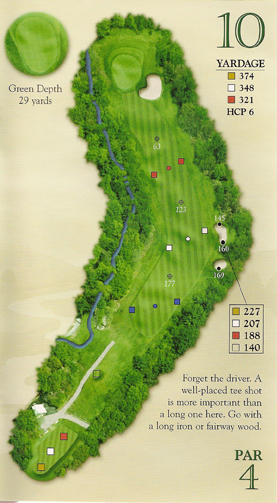 10
Green Depth
29 yards
YARDAGE
374
348
321
HCP 6
63
123
145
160
169
177
227
207
188
140
Forget the driver. A
well-placed tee shot
is more important than
a long one here. Go with
a long iron or fairway wood.
PAR
4